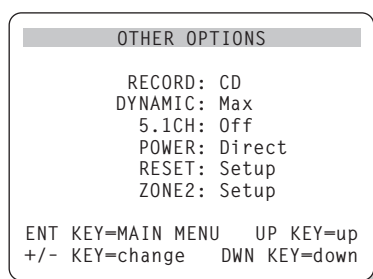 OTHER OPTIONS
RECORD: CD
DYNAMIC: Max
5.1CH: Off
POWER: Direct
RESET: Setup
ZONE2: Setup
ENT KEY=MAIN MENU UP KEY=up
+/- KEY=change DWN KEY=down